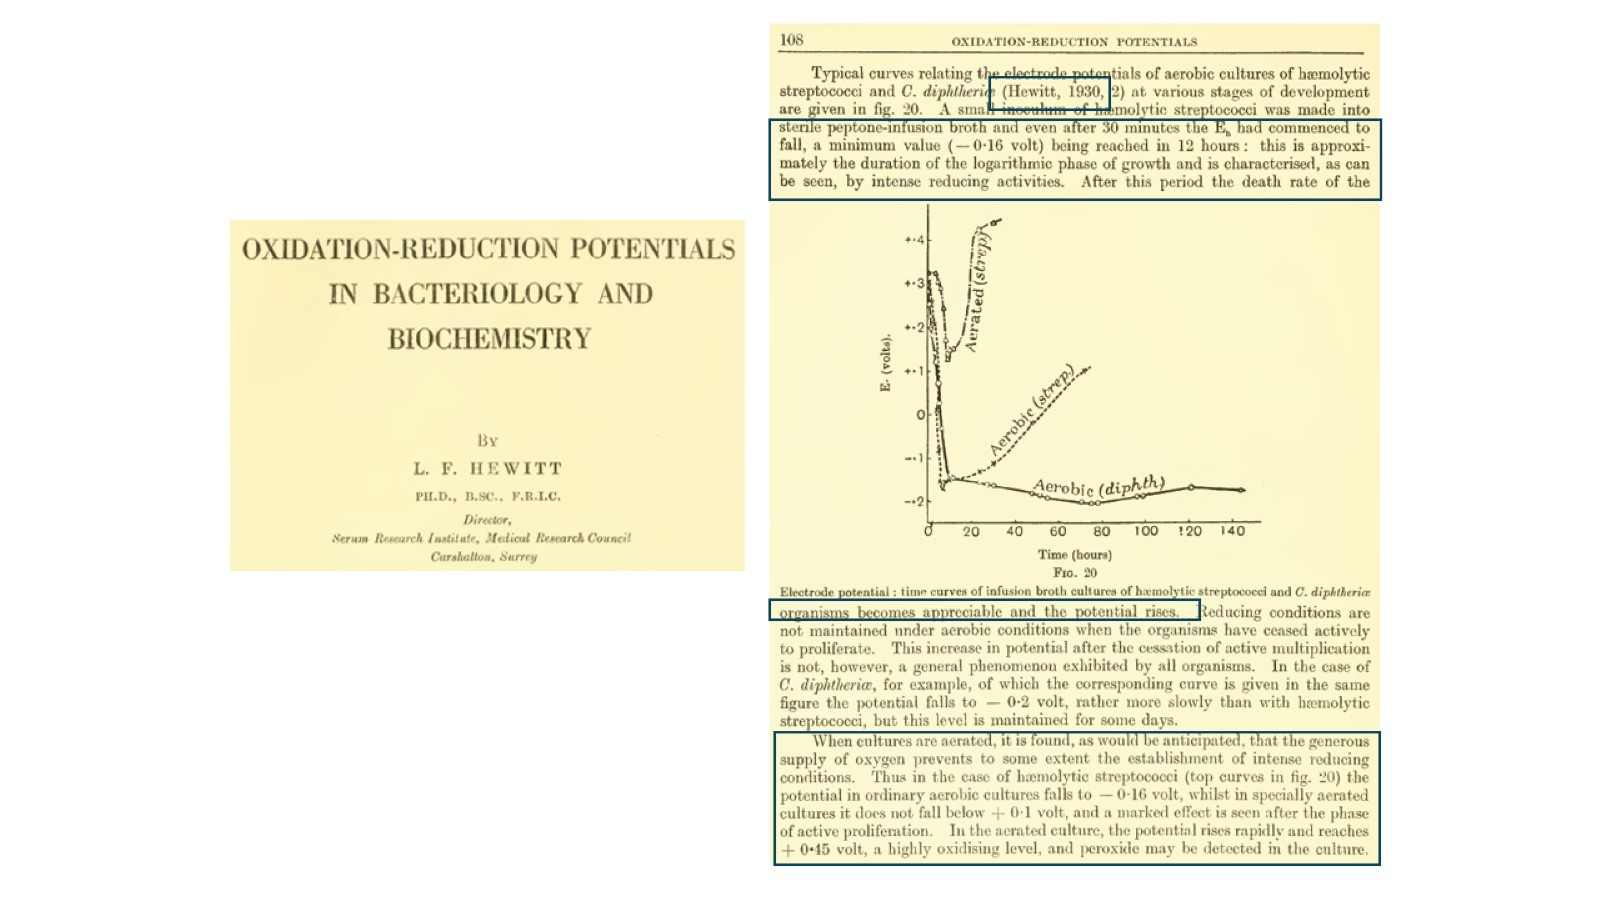 OXIDATION-REDUCTION POTENTIALS
IN BACTERIOLOGY AND
BIOCHEMISTRY
By
L. F. HEWITT
PH.D., B.SC., F.R.I.C.
Director,
Serum Research Institute, Medical Research Council
Carshalton, Surrey
108 OXIDATION-REDUCTION POTENTIALS
Typical curves relating the electrode potentials of aerobic cultures of hæmolytic
streptococci and C. diphtheriæ (Hewitt, 1930, 2) at various stages of development
are given in fig. 20. A small inoculum of hæmolytic streptococci was made into
sterile peptone-infusion broth and even after 30 minutes the Eh had commenced to
fall, a minimum value (— 0·16 volt) being reached in 12 hours : this is approxi-
mately the duration of the logarithmic phase of growth and is characterised, as can
be seen, by intense reducing activities. After this period the death rate of the
+·4
+·3
+·2
+·1
0
-·1
-·2
E. (volts).
Aerated (strep)
Aerobic (strep.)
Aerobic (diphth)
0 20 40 60 80 100 120 140
Time (hours)
FIG. 20
Electrode potential : time curves of infusion broth cultures of hæmolytic streptococci and C. diphtheriæ
organisms becomes appreciable and the potential rises. Reducing conditions are
not maintained under aerobic conditions when the organisms have ceased actively
to proliferate. This increase in potential after the cessation of active multiplication
is not, however, a general phenomenon exhibited by all organisms. In the case of
C. diphtheriæ, for example, of which the corresponding curve is given in the same
figure the potential falls to — 0·2 volt, rather more slowly than with hæmolytic
streptococci, but this level is maintained for some days.
When cultures are aerated, it is found, as would be anticipated, that the generous
supply of oxygen prevents to some extent the establishment of intense reducing
conditions. Thus in the case of hæmolytic streptococci (top curves in fig. 20) the
potential in ordinary aerobic cultures falls to — 0·16 volt, whilst in specially aerated
cultures it does not fall below + 0·1 volt, and a marked effect is seen after the phase
of active proliferation. In the aerated culture, the potential rises rapidly and reaches
+ 0·45 volt, a highly oxidising level, and peroxide may be detected in the culture.